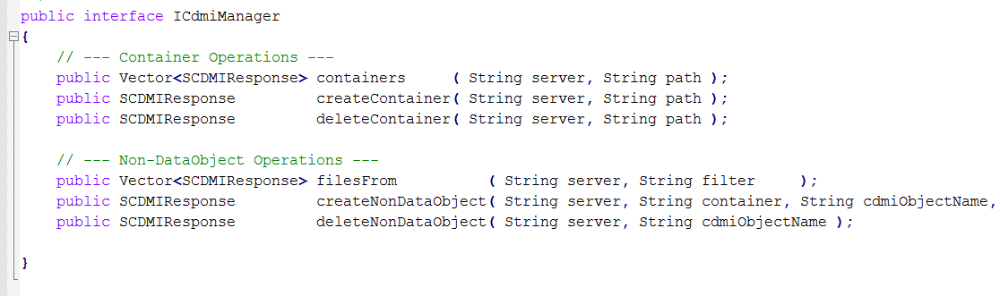 public interface ICdmiManager
{
    // --- Container Operations ---
    public Vector<SCDMIResponse> containers     ( String server, String path );
    public SCDMIResponse         createContainer( String server, String path );
    public SCDMIResponse         deleteContainer( String server, String path );

    // --- Non-DataObject Operations ---
    public Vector<SCDMIResponse> filesFrom          ( String server, String filter     );
    public SCDMIResponse         createNonDataObject( String server, String container, String cdmiObjectName,
    public SCDMIResponse         deleteNonDataObject( String server, String cdmiObjectName );

}